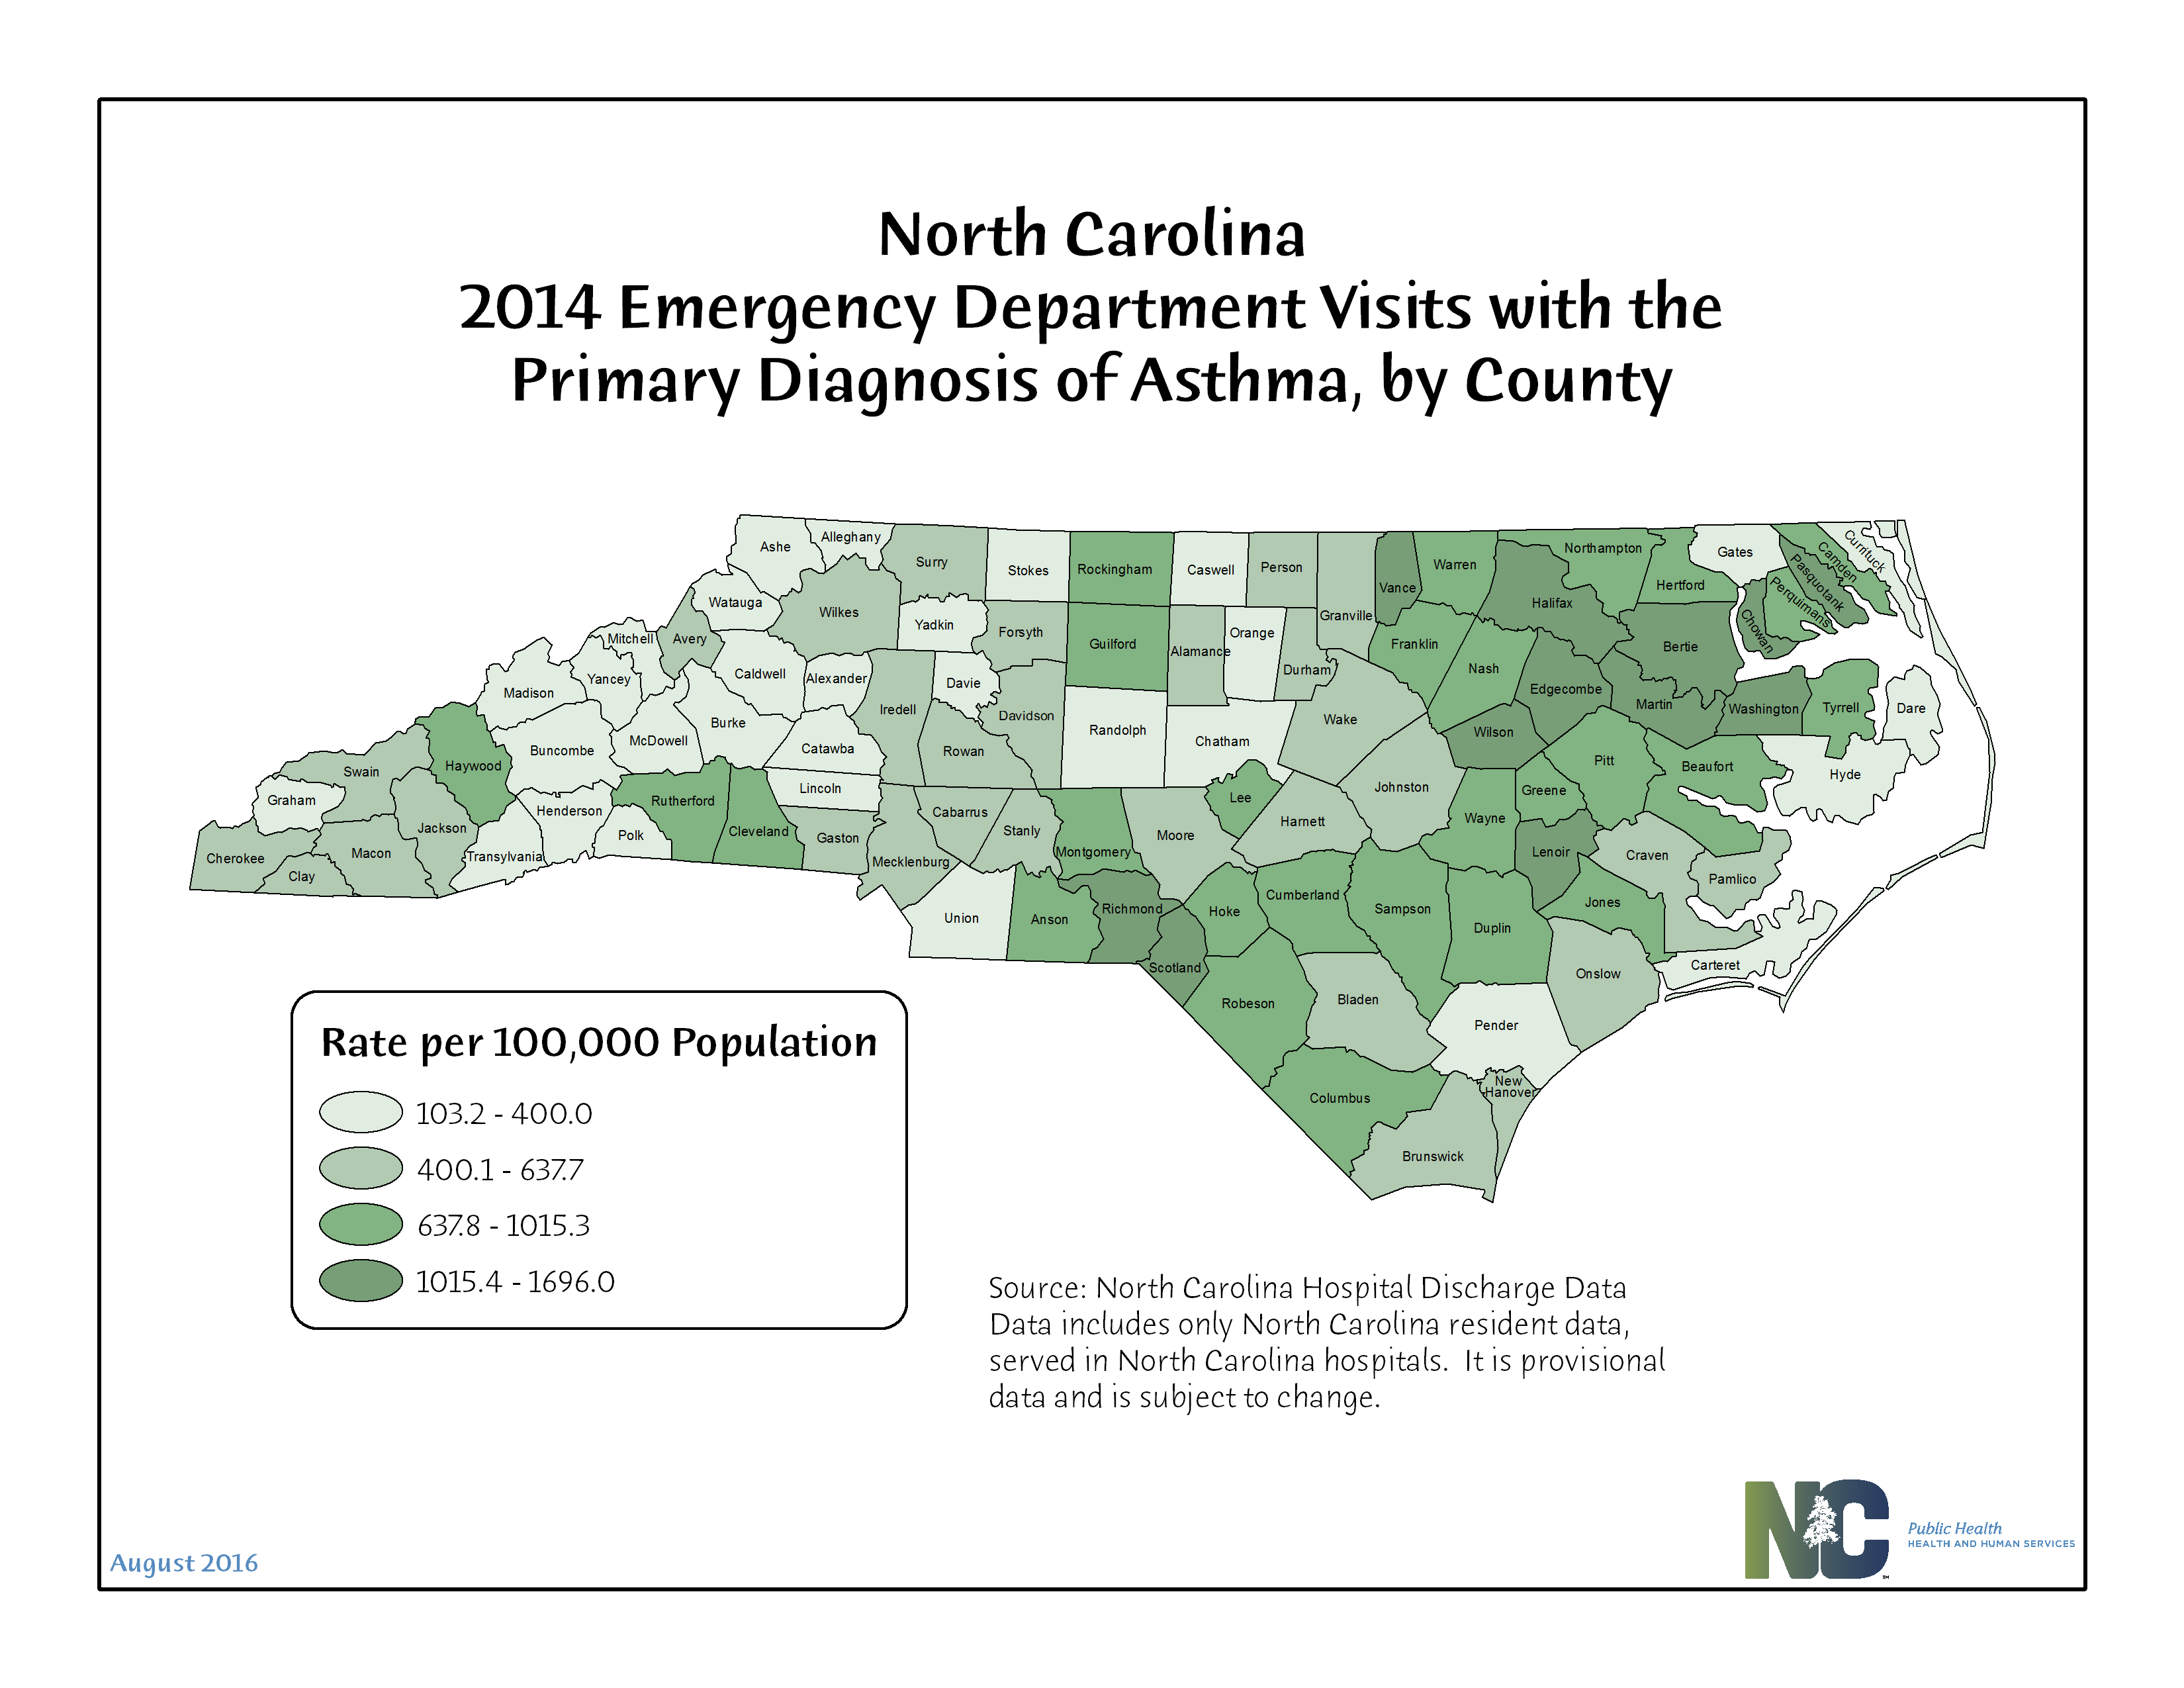 North Carolina
2014 Emergency Department Visits with the
Primary Diagnosis of Asthma, by County
Ashe
Alleghany
Surry
Stokes
Rockingham
Caswell
Person
Granville
Vance
Warren
Northampton
Halifax
Hertford
Gates
Camden
Currituck
Pasquotank
Perquimans
Chowan
Bertie
Watauga
Wilkes
Yadkin
Forsyth
Guilford
Alamance
Orange
Durham
Franklin
Nash
Edgecombe
Martin
Washington
Tyrrell
Dare
Mitchell
Avery
Yancey
Caldwell
Alexander
Davie
Iredell
Davidson
Randolph
Chatham
Wake
Wilson
Madison
Burke
McDowell
Buncombe
Catawba
Rowan
Pitt
Beaufort
Hyde
Haywood
Swain
Graham
Lincoln
Rutherford
Henderson
Polk
Cleveland
Gaston
Cabarrus
Stanly
Montgomery
Moore
Lee
Harnett
Johnston
Wayne
Greene
Lenoir
Craven
Pamlico
Jackson
Macon
Cherokee
Clay
Transylvania
Mecklenburg
Union
Anson
Richmond
Scotland
Hoke
Cumberland
Sampson
Duplin
Jones
Onslow
Carteret
Robeson
Bladen
Pender
Columbus
New
Hanover
Brunswick
Rate per 100,000 Population
103.2 - 400.0
400.1 - 637.7
637.8 - 1015.3
1015.4 - 1696.0
Source: North Carolina Hospital Discharge Data
Data includes only North Carolina resident data,
served in North Carolina hospitals. It is provisional
data and is subject to change.
August 2016
NC
SM
Public Health
HEALTH AND HUMAN SERVICES